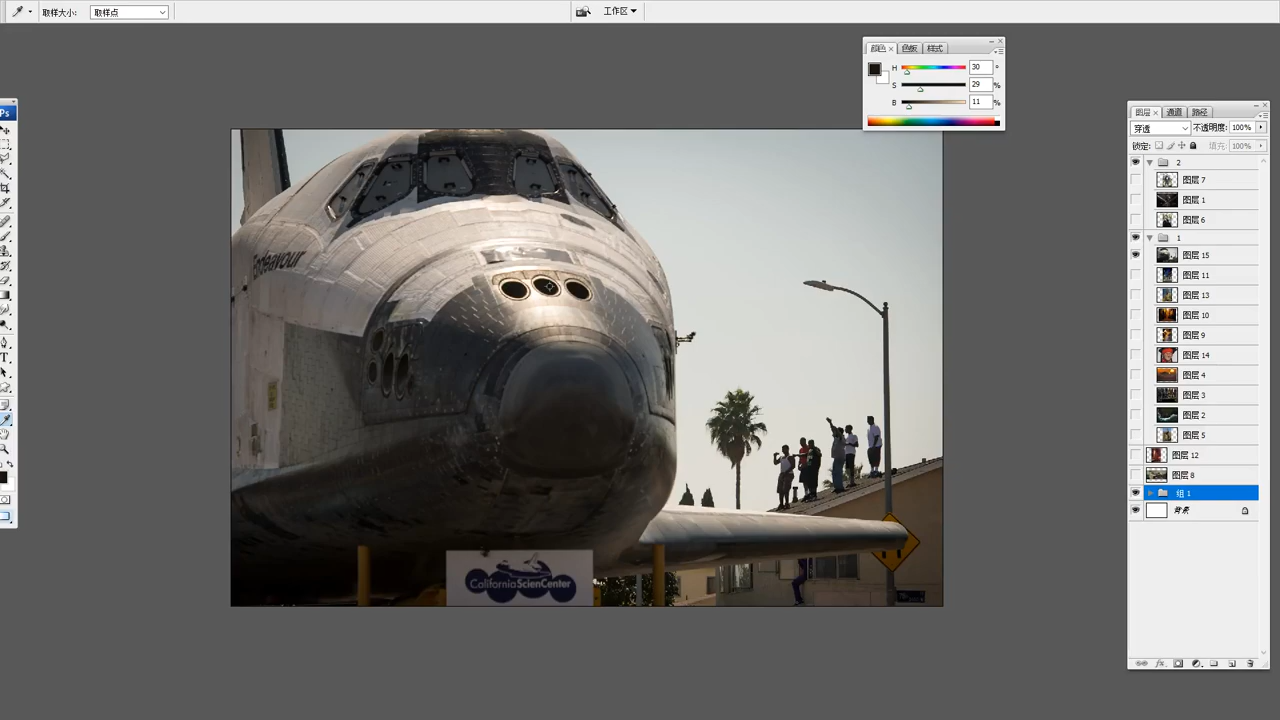 取样大小: 取样点
工作区
颜色 × 色板 样式
H 30 °
S 29 %
B 11 %
Ps
图层 × 通道 路径
穿透 不透明度: 100%
锁定: 填充: 100%
2
图层 7
图层 1
图层 6
1
图层 15
图层 11
图层 13
图层 10
图层 9
图层 14
图层 4
图层 3
图层 2
图层 5
图层 12
图层 8
组 1
背景
Endeavour
CaliforniaScienCenter